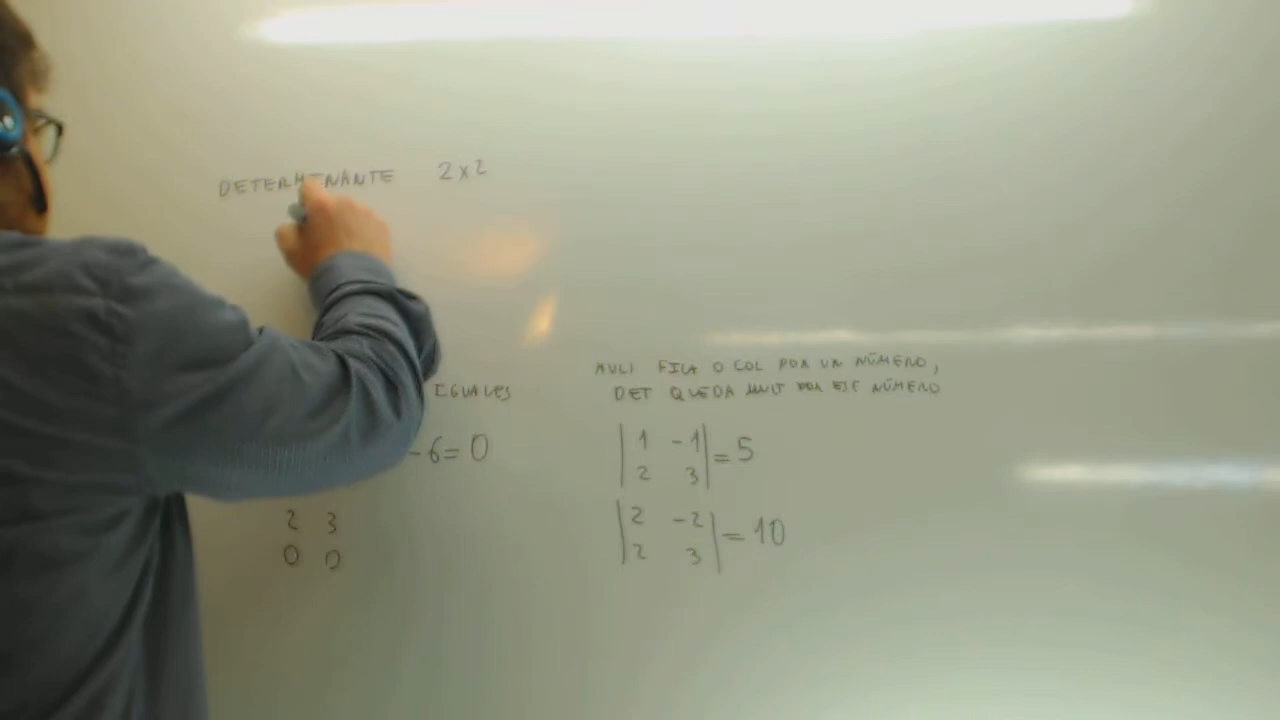 DETERMINANTE 2x2
IGUALES
-6=0
2 3
0 0
MULI FILA O COL POR UN NÚMERO,
DET QUEDA MULT POR ESE NÚMERO
|1 -1|
|2 3| = 5
|2 -2|
|2 3| = 10